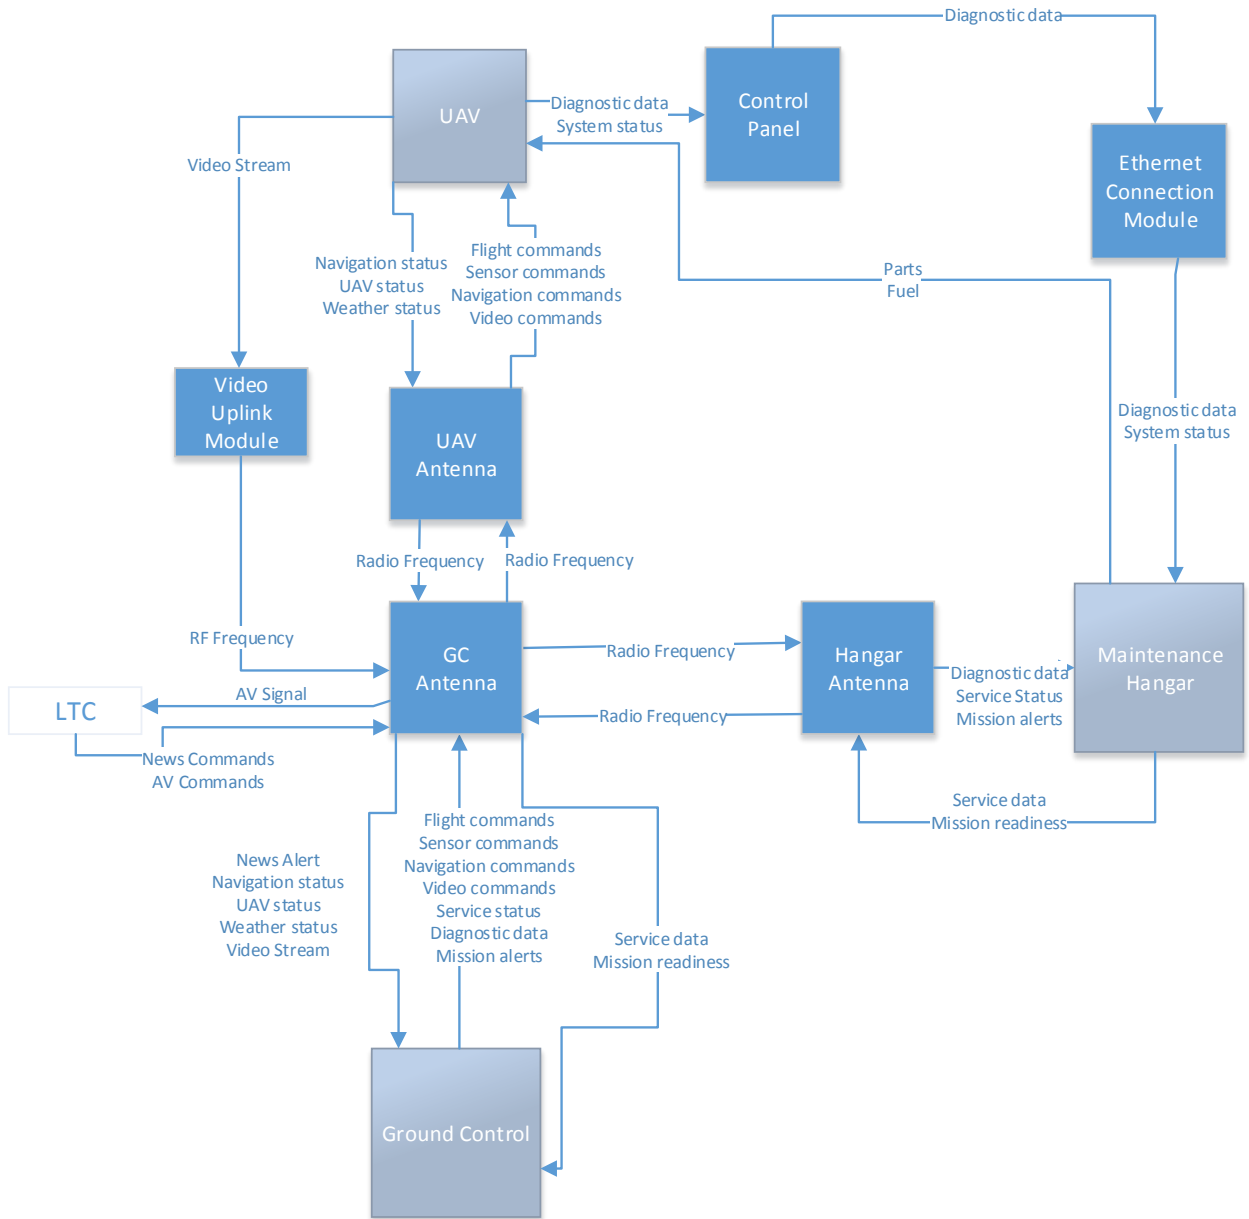 Diagnostic data
UAV
Diagnostic data
System status
Control
Panel
Ethernet
Connection
Module
Video Stream
Navigation status
UAV status
Weather status
Flight commands
Sensor commands
Navigation commands
Video commands
Parts
Fuel
Video
Uplink
Module
UAV
Antenna
Diagnostic data
System status
Radio Frequency
Radio Frequency
RF Frequency
GC
Antenna
Radio Frequency
Radio Frequency
Hangar
Antenna
Diagnostic data
Service Status
Mission alerts
Maintenance
Hangar
LTC
AV Signal
News Commands
AV Commands
Service data
Mission readiness
News Alert
Navigation status
UAV status
Weather status
Video Stream
Flight commands
Sensor commands
Navigation commands
Video commands
Service status
Diagnostic data
Mission alerts
Service data
Mission readiness
Ground Control